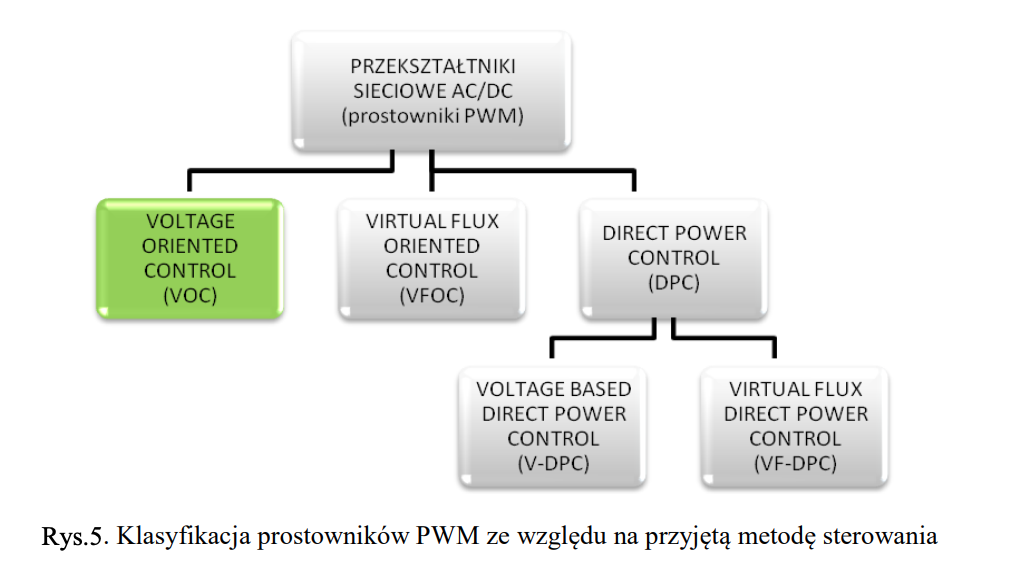 PRZEKSZTAŁTNIKI
SIECIOWE AC/DC
(prostowniki PWM)
VOLTAGE
ORIENTED
CONTROL
(VOC)
VIRTUAL FLUX
ORIENTED
CONTROL
(VFOC)
DIRECT POWER
CONTROL
(DPC)
VOLTAGE BASED
DIRECT POWER
CONTROL
(V-DPC)
VIRTUAL FLUX
DIRECT POWER
CONTROL
(VF-DPC)
Rys.5. Klasyfikacja prostowników PWM ze względu na przyjętą metodę sterowania